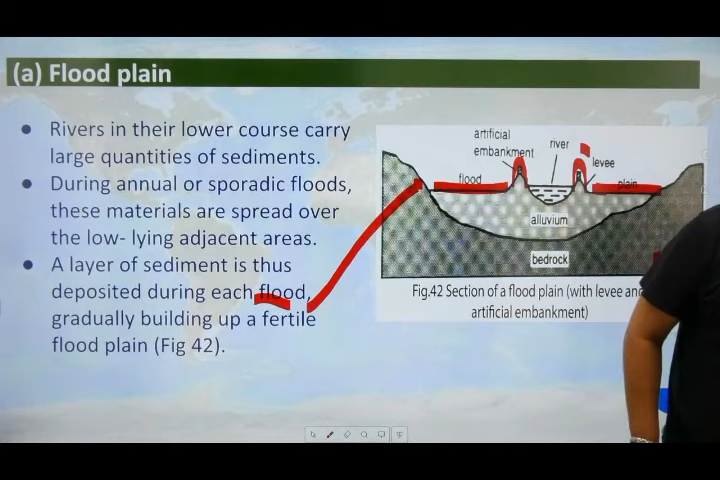 (a) Flood plain
● Rivers in their lower course carry
large quantities of sediments.
● During annual or sporadic floods,
these materials are spread over
the low- lying adjacent areas.
● A layer of sediment is thus
deposited during each flood,
gradually building up a fertile
flood plain (Fig 42).
artificial
embankment
river
levee
flood
plain
alluvium
bedrock
Fig.42 Section of a flood plain (with levee and
artificial embankment)